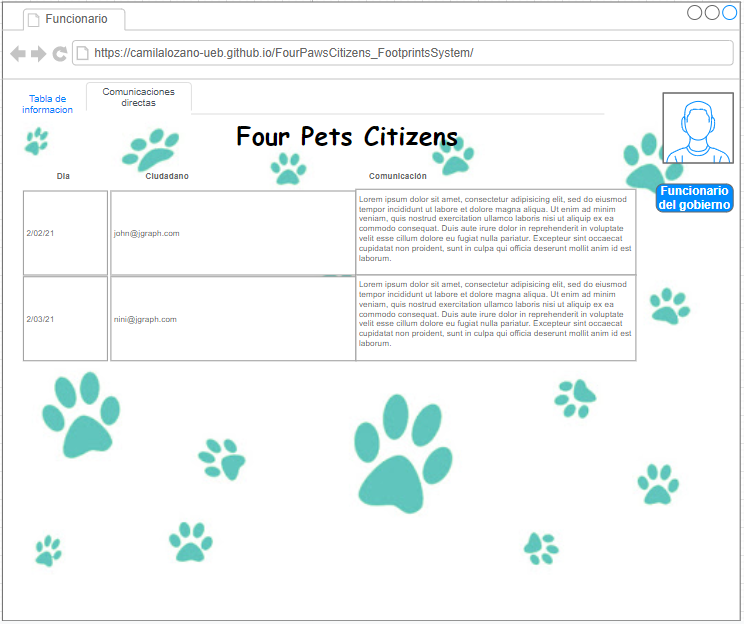 Funcionario
https://camilalozano-ueb.github.io/FourPawsCitizens_FootprintsSystem/
Tabla de
informacion
Comunicaciones
directas
Four Pets Citizens
Funcionario
del gobierno
Dia Ciudadano Comunicación
2/02/21
john@jgraph.com
Lorem ipsum dolor sit amet, consectetur adipisicing elit, sed do eiusmod
tempor incididunt ut labore et dolore magna aliqua. Ut enim ad minim
veniam, quis nostrud exercitation ullamco laboris nisi ut aliquip ex ea
commodo consequat. Duis aute irure dolor in reprehenderit in voluptate
velit esse cillum dolore eu fugiat nulla pariatur. Excepteur sint occaecat
cupidatat non proident, sunt in culpa qui officia deserunt mollit anim id est
laborum.
2/03/21
nini@jgraph.com
Lorem ipsum dolor sit amet, consectetur adipisicing elit, sed do eiusmod
tempor incididunt ut labore et dolore magna aliqua. Ut enim ad minim
veniam, quis nostrud exercitation ullamco laboris nisi ut aliquip ex ea
commodo consequat. Duis aute irure dolor in reprehenderit in voluptate
velit esse cillum dolore eu fugiat nulla pariatur. Excepteur sint occaecat
cupidatat non proident, sunt in culpa qui officia deserunt mollit anim id est
laborum.